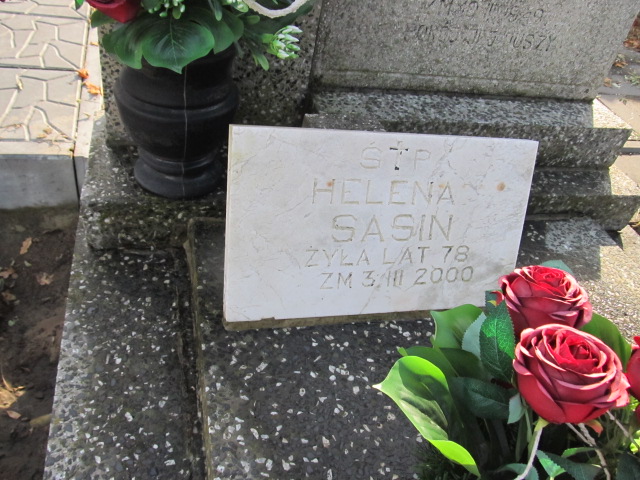 Ś†P
HELENA
SASIN
ŻYŁA LAT 78
ZM 3 III 2000